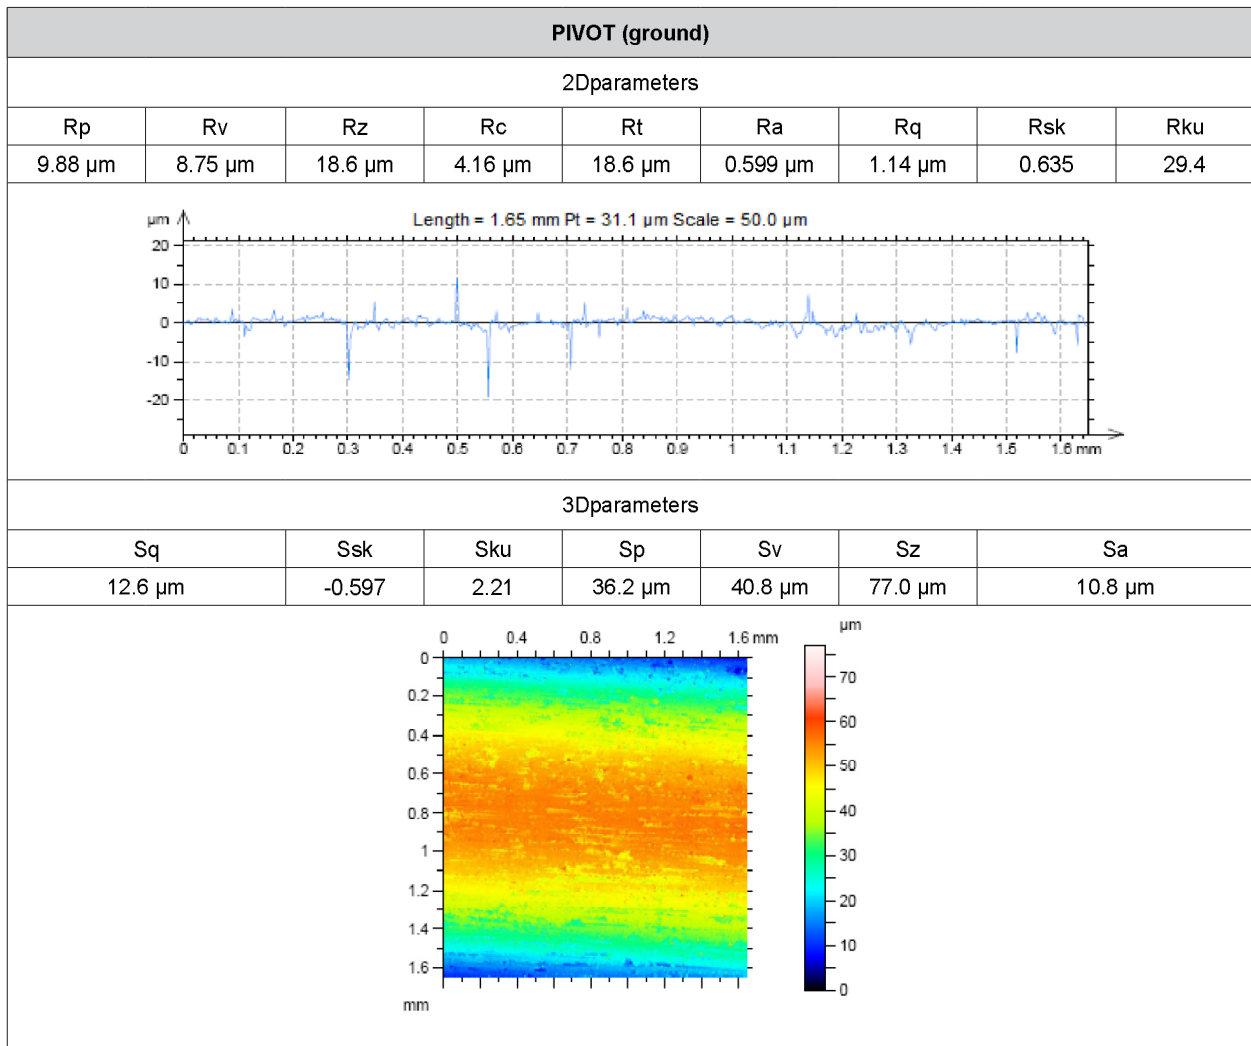 PIVOT (ground)
2Dparameters
Rp Rv Rz Rc Rt Ra Rq Rsk Rku
9.88 µm 8.75 µm 18.6 µm 4.16 µm 18.6 µm 0.599 µm 1.14 µm 0.635 29.4
µm Length = 1.65 mm Pt = 31.1 µm Scale = 50.0 µm
20
10
0
-10
-20
0 0.1 0.2 0.3 0.4 0.5 0.6 0.7 0.8 0.9 1 1.1 1.2 1.3 1.4 1.5 1.6 mm
3Dparameters
Sq Ssk Sku Sp Sv Sz Sa
12.6 µm -0.597 2.21 36.2 µm 40.8 µm 77.0 µm 10.8 µm
0 0.4 0.8 1.2 1.6 mm
0
0.2
0.4
0.6
0.8
1
1.2
1.4
1.6
mm
µm
70
60
50
40
30
20
10
0